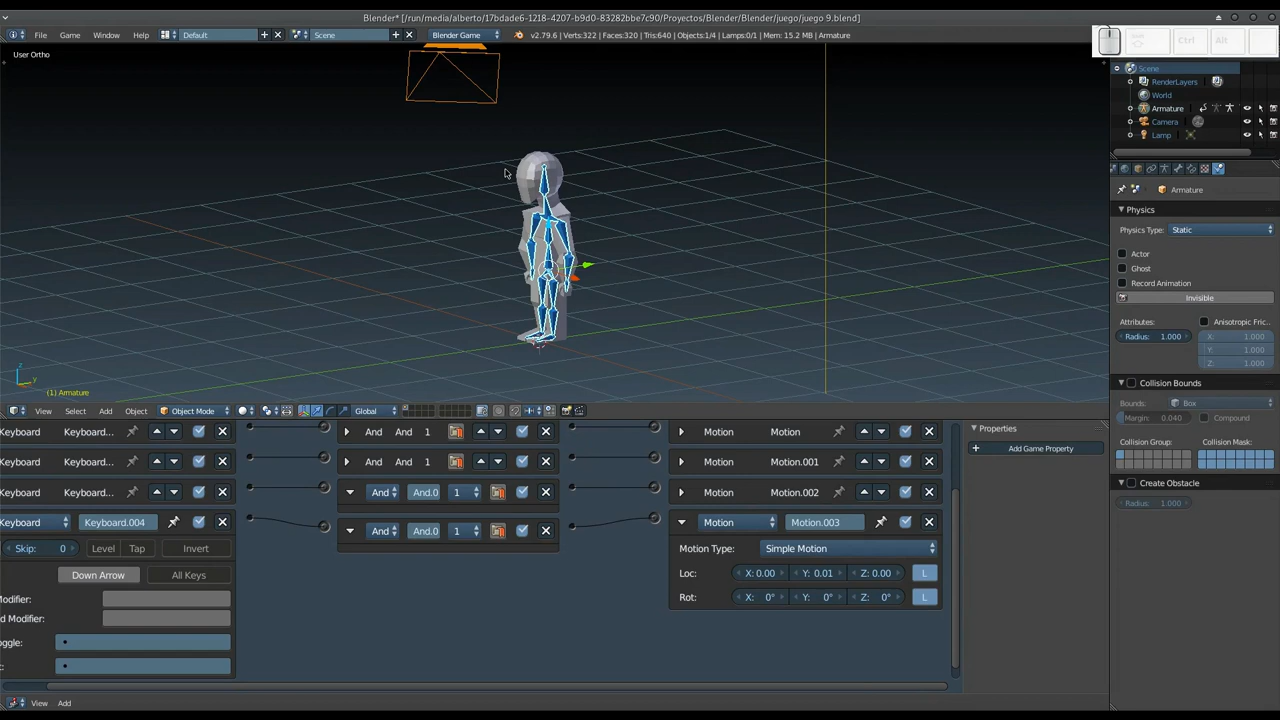 Blender* [/run/media/alberto/17bdade6-1218-4207-b9d0-83282bbe7c90/Proyectos/Blender/Blender/juego/juego 9.blend]
File Game Window Help Default Scene Blender Game v2.79.6 | Verts:322 | Faces:320 | Tris:640 | Objects:1/4 | Lamps:0/1 | Mem: 15.2 MB | Armature
Ctrl Alt
User Ortho
Scene
RenderLayers
World
Armature
Camera
Lamp
Armature
Physics
Physics Type: Static
Actor
Ghost
Record Animation
Invisible
Attributes: Anisotropic Fric...
Radius: 1.000 X: 1.000
Y: 1.000
Z: 1.000
Collision Bounds
Bounds: Box
Margin: 0.040 Compound
Collision Group: Collision Mask:
Create Obstacle
Radius: 1.000
z
y
(1) Armature
View Select Add Object Object Mode Global
Keyboard Keyboard... And And 1 Motion Motion
Keyboard Keyboard... And And 1 Motion Motion.001
Keyboard Keyboard... And And.0 1 Motion Motion.002
Keyboard Keyboard.004 And And.0 1 Motion Motion.003
Skip: 0 Level Tap Invert Motion Type: Simple Motion
Down Arrow All Keys Loc: X: 0.00 Y: 0.01 Z: 0.00 L
Modifier: Rot: X: 0° Y: 0° Z: 0° L
d Modifier:
oggle:
t:
Properties
Add Game Property
View Add